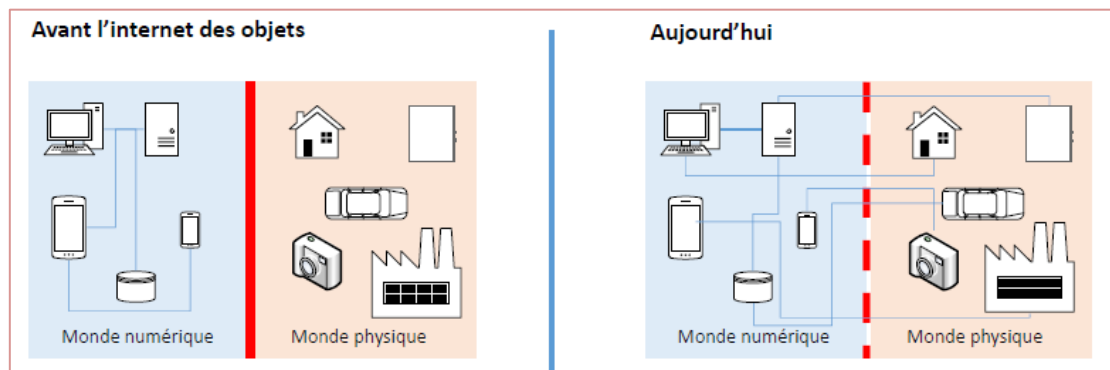 Avant l'internet des objets
Aujourd'hui
Monde numérique
Monde physique
Monde numérique
Monde physique